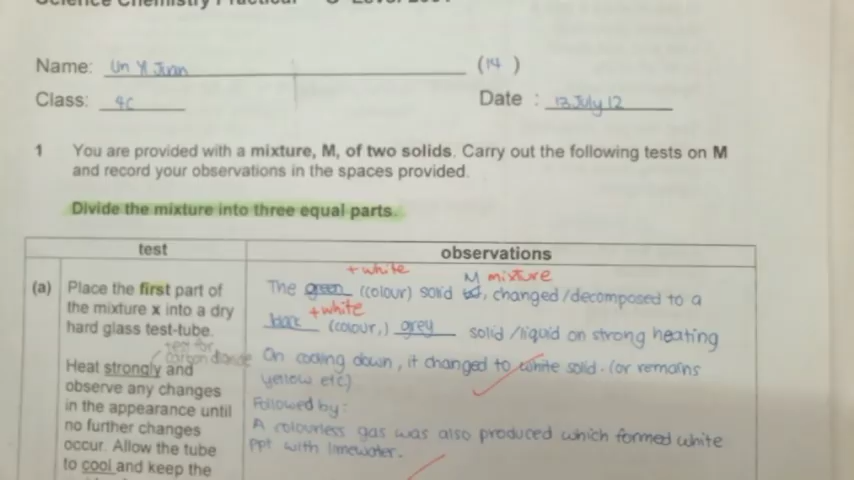 Name: Un Yi Juan (14)
Class: 4C Date : 13 July 12
1 You are provided with a mixture, M, of two solids. Carry out the following tests on M
and record your observations in the spaces provided.
Divide the mixture into three equal parts.
test
observations
(a) Place the first part of
the mixture x into a dry
hard glass test-tube.
test for
carbon dioxide
Heat strongly and
observe any changes
in the appearance until
no further changes
occur. Allow the tube
to cool and keep the
+ white
M mixture
The green (colour) solid , changed/decomposed to a
+ white
black (colour,) grey solid/liquid on strong heating
On cooling down, it changed to white solid. (or remains
yellow etc)
Followed by:
A colourless gas was also produced which formed white
ppt with limewater.